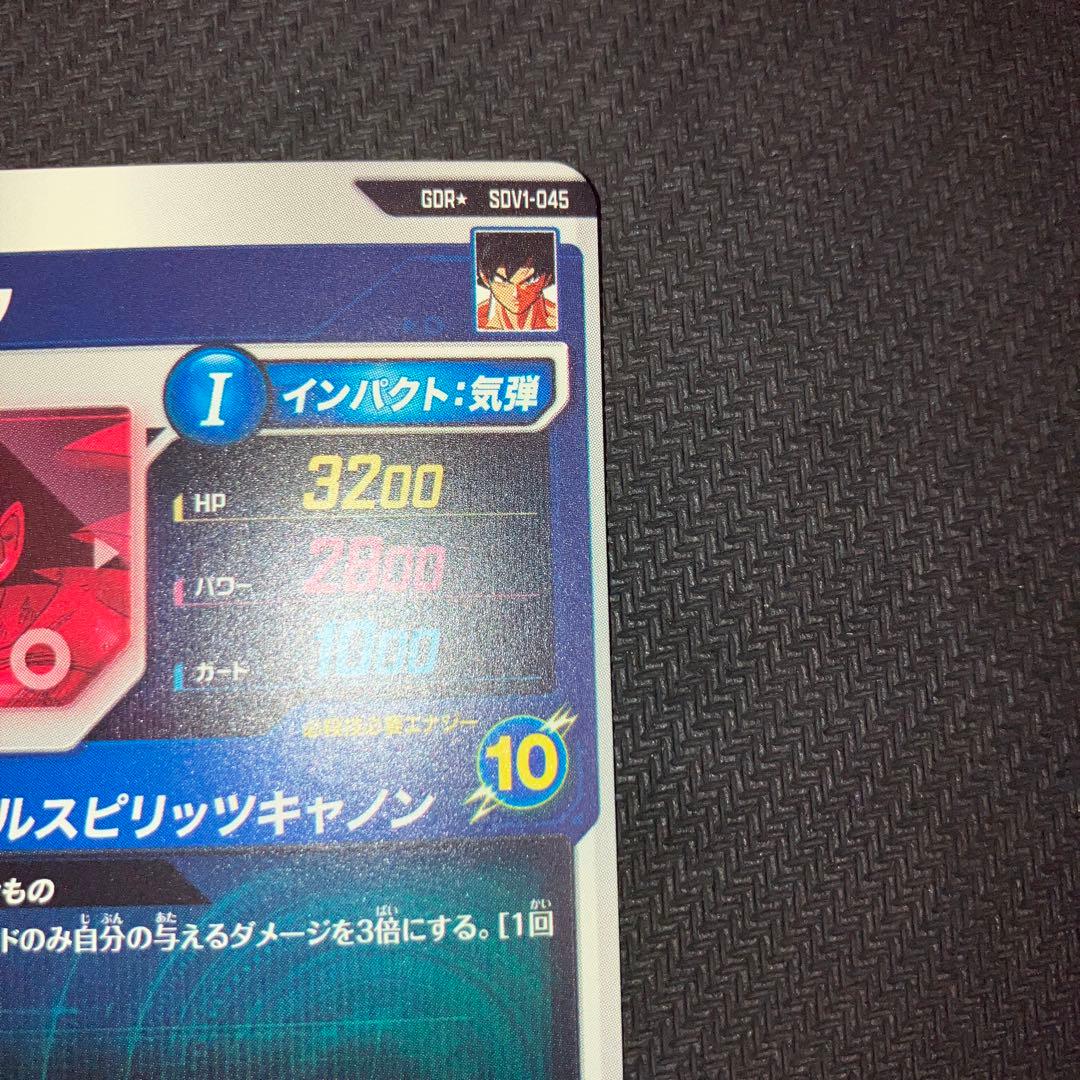 GDR★ SDV1-045
I インパクト:気弾
HP 3200
パワー 2800
ガード 1000
必殺技必要エナジー
10
ルスピリッツキャノン
もの
ドのみ自分の与えるダメージを3倍にする。[1回